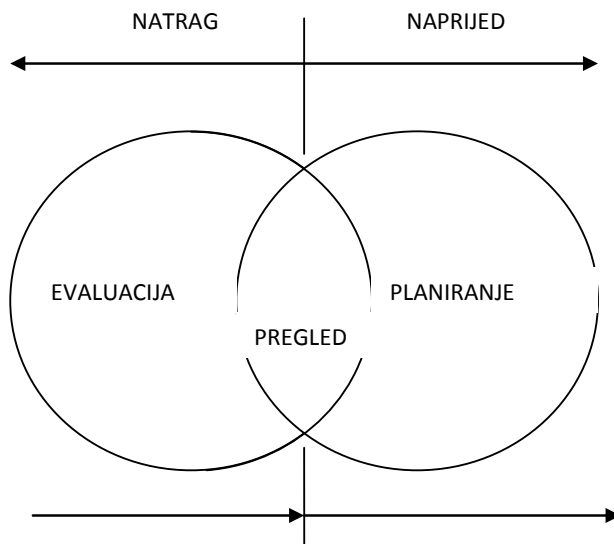 NATRAG
NAPRIJED
EVALUACIJA
PLANIRANJE
PREGLED